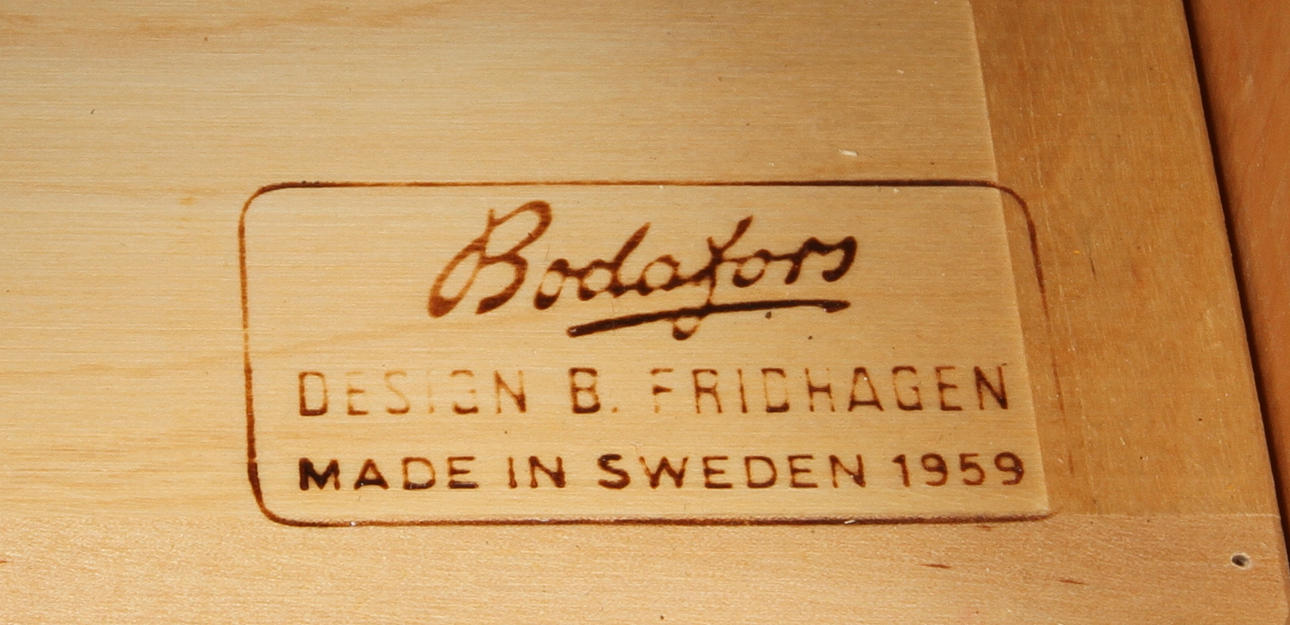 Bodafors
DESIGN B. FRIDHAGEN
MADE IN SWEDEN 1959